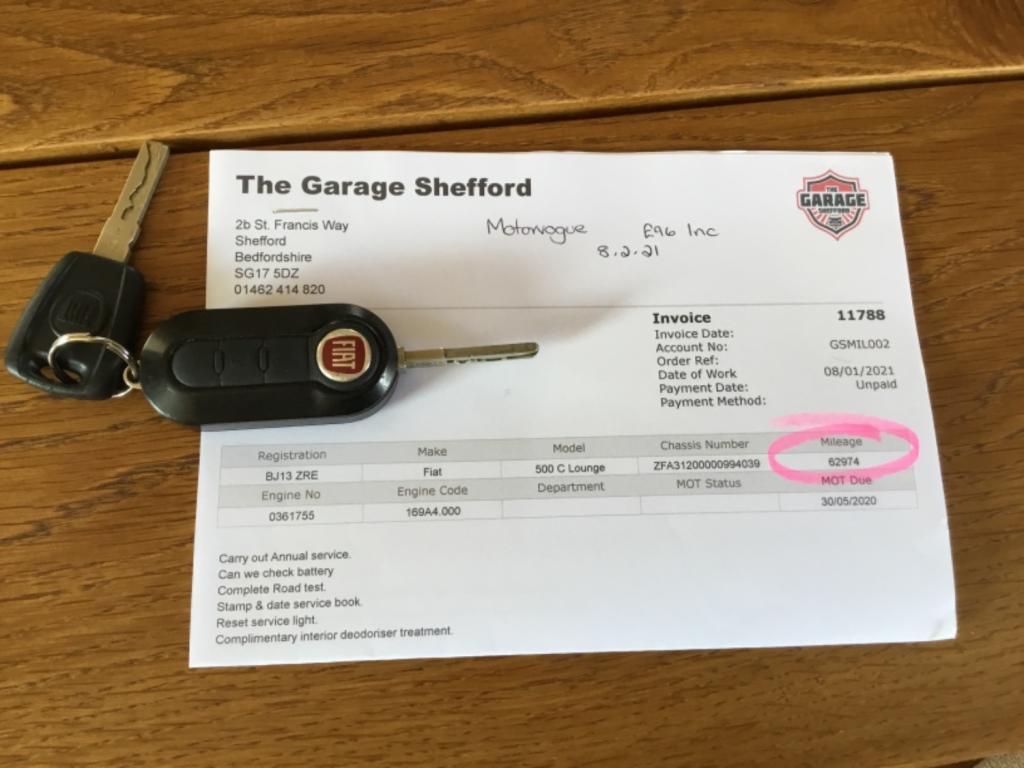 The Garage Shefford
THE
GARAGE
SHEFFORD
2b St. Francis Way
Shefford
Bedfordshire
SG17 5DZ
01462 414 820
Motorvogue £96 Inc
8.2.21
Invoice 11788
Invoice Date:
Account No: GSMIL002
Order Ref:
Date of Work 08/01/2021
Payment Date: Unpaid
Payment Method:
FIAT
Registration Make Model Chassis Number Mileage
BJ13 ZRE Fiat 500 C Lounge ZFA31200000994039 62974
Engine No Engine Code Department MOT Status MOT Due
0361755 169A4.000 30/05/2020
Carry out Annual service.
Can we check battery
Complete Road test.
Stamp & date service book.
Reset service light.
Complimentary interior deodoriser treatment.